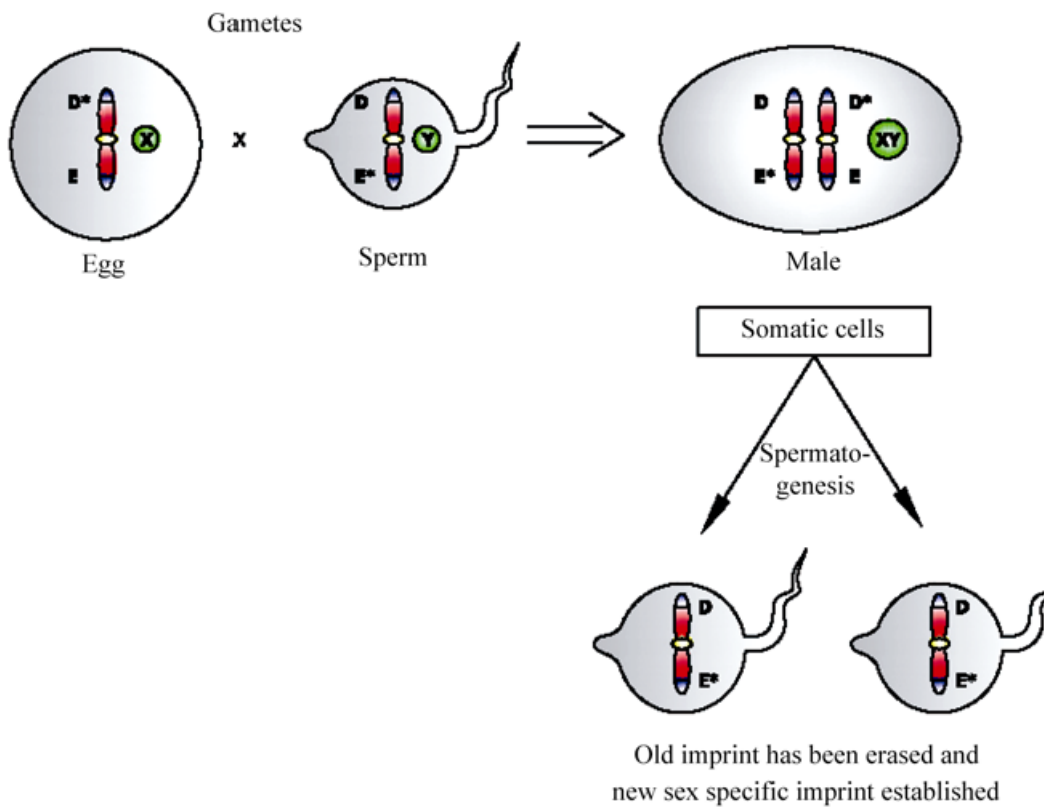 Gametes
D*
X
E
Egg
X
D
Y
E*
Sperm
D
D*
XY
E*
E
Male
Somatic cells
Spermato-
genesis
D
E*
D
E*
Old imprint has been erased and
new sex specific imprint established